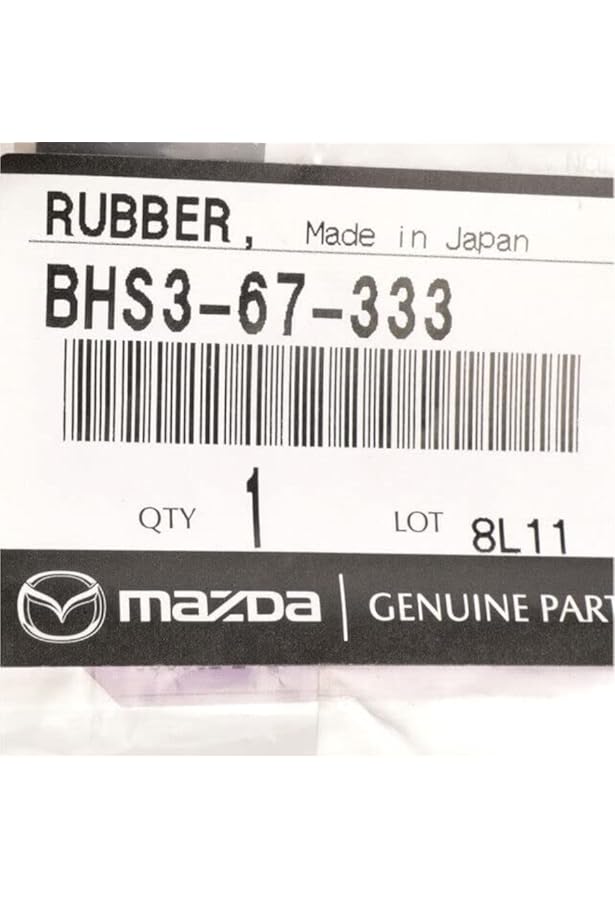 RUBBER, Made in Japan
BHS3-67-333
QTY 1 LOT 8L11
mazda | GENUINE PART